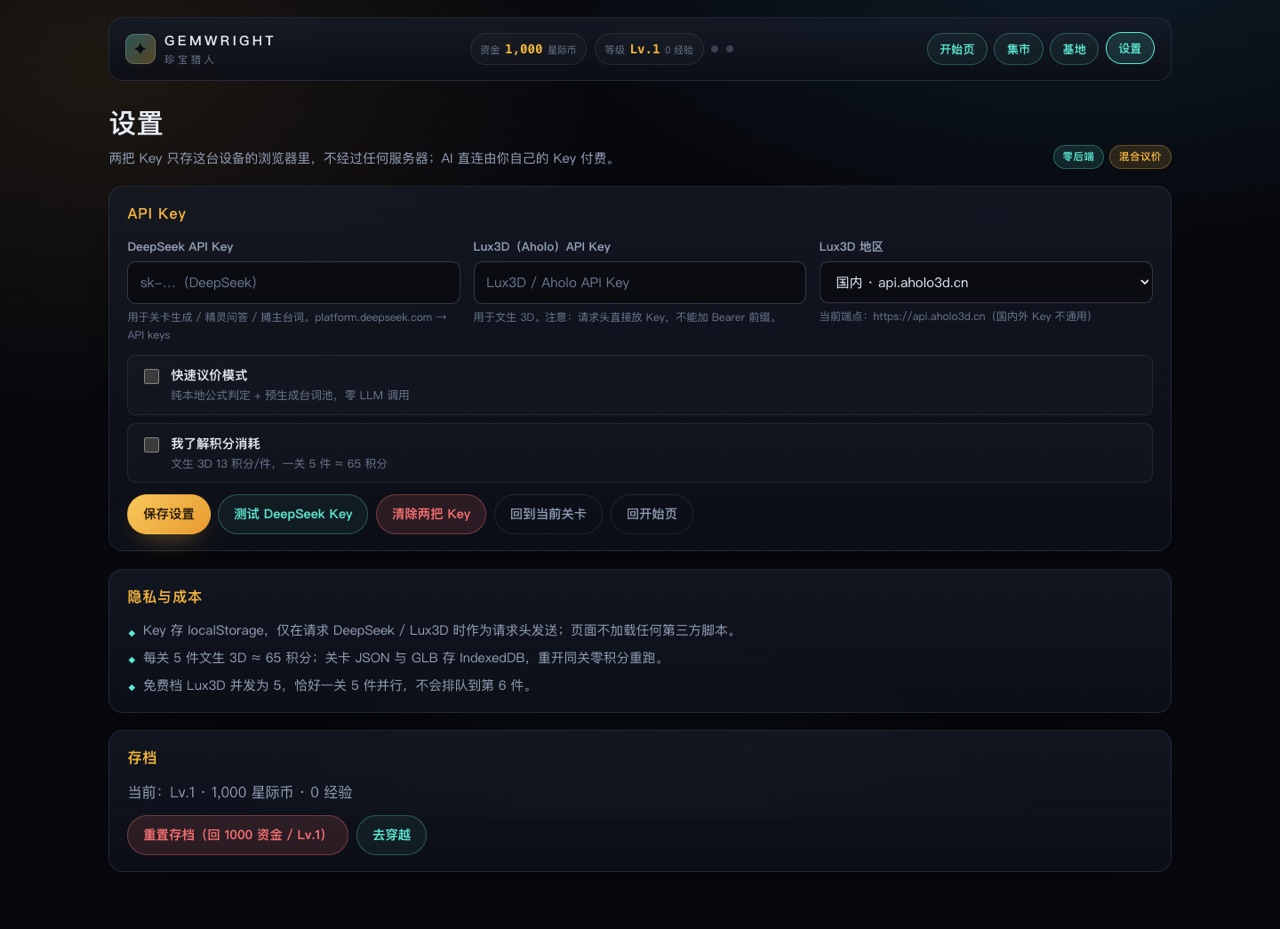 GEMWRIGHT
珍宝猎人
资金 1,000 星际币
等级 Lv.1 0 经验
开始页
集市
基地
设置
设置
两把 Key 只存这台设备的浏览器里，不经过任何服务器；AI 直连由你自己的 Key 付费。
零后端
混合议价
API Key
DeepSeek API Key
sk-...（DeepSeek）
用于关卡生成 / 精灵问答 / 摊主台词。platform.deepseek.com →
API keys
Lux3D（Aholo）API Key
Lux3D / Aholo API Key
用于文生 3D。注意：请求头直接放 Key，不能加 Bearer 前缀。
Lux3D 地区
国内 · api.aholo3d.cn
当前端点：https://api.aholo3d.cn（国内外 Key 不通用）
快速议价模式
纯本地公式判定 + 预生成台词池，零 LLM 调用
我了解积分消耗
文生 3D 13 积分/件，一关 5 件 ≈ 65 积分
保存设置
测试 DeepSeek Key
清除两把 Key
回到当前关卡
回开始页
隐私与成本
Key 存 localStorage，仅在请求 DeepSeek / Lux3D 时作为请求头发送；页面不加载任何第三方脚本。
每关 5 件文生 3D ≈ 65 积分；关卡 JSON 与 GLB 存 IndexedDB，重开同关零积分重跑。
免费档 Lux3D 并发为 5，恰好一关 5 件并行，不会排队到第 6 件。
存档
当前：Lv.1 · 1,000 星际币 · 0 经验
重置存档（回 1000 资金 / Lv.1）
去穿越